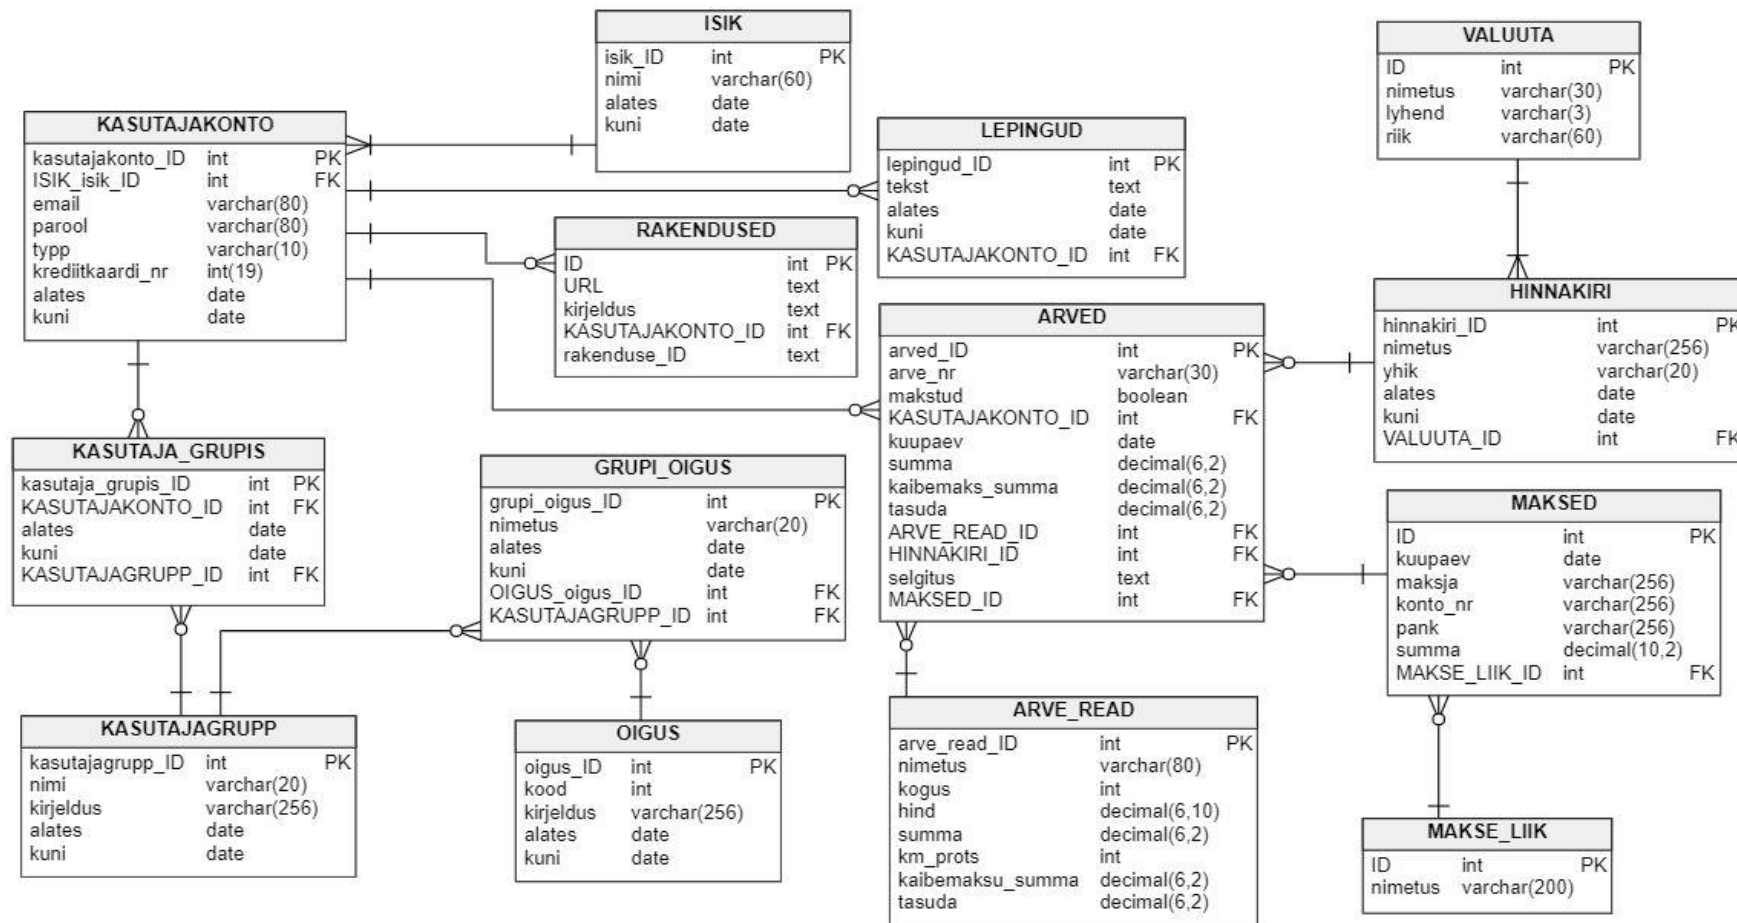 ISIK
isik_ID int PK
nimi varchar(60)
alates date
kuni date
VALUUTA
ID int PK
nimetus varchar(30)
lyhend varchar(3)
riik varchar(60)
KASUTAJAKONTO
kasutajakonto_ID int PK
ISIK_isik_ID int FK
email varchar(80)
parool varchar(80)
typp varchar(10)
krediitkaardi_nr int(19)
alates date
kuni date
LEPINGUD
lepingud_ID int PK
tekst text
alates date
kuni date
KASUTAJAKONTO_ID int FK
RAKENDUSED
ID int PK
URL text
kirjeldus text
KASUTAJAKONTO_ID int FK
rakenduse_ID text
HINNAKIRI
hinnakiri_ID int PK
nimetus varchar(256)
yhik varchar(20)
alates date
kuni date
VALUUTA_ID int FK
ARVED
arved_ID int PK
arve_nr varchar(30)
makstud boolean
KASUTAJAKONTO_ID int FK
kuupaev date
summa decimal(6,2)
kaibemaks_summa decimal(6,2)
tasuda decimal(6,2)
ARVE_READ_ID int FK
HINNAKIRI_ID int FK
selgitus text
MAKSED_ID int FK
KASUTAJA_GRUPIS
kasutaja_grupis_ID int PK
KASUTAJAKONTO_ID int FK
alates date
kuni date
KASUTAJAGRUPP_ID int FK
GRUPI_OIGUS
grupi_oigus_ID int PK
nimetus varchar(20)
alates date
kuni date
OIGUS_oigus_ID int FK
KASUTAJAGRUPP_ID int FK
MAKSED
ID int PK
kuupaev date
maksja varchar(256)
konto_nr varchar(256)
pank varchar(256)
summa decimal(10,2)
MAKSE_LIIK_ID int FK
KASUTAJAGRUPP
kasutajagrupp_ID int PK
nimi varchar(20)
kirjeldus varchar(256)
alates date
kuni date
OIGUS
oigus_ID int PK
kood int
kirjeldus varchar(256)
alates date
kuni date
ARVE_READ
arve_read_ID int PK
nimetus varchar(80)
kogus int
hind decimal(6,10)
summa decimal(6,2)
km_prots int
kaibemaksu_summa decimal(6,2)
tasuda decimal(6,2)
MAKSE_LIIK
ID int PK
nimetus varchar(200)